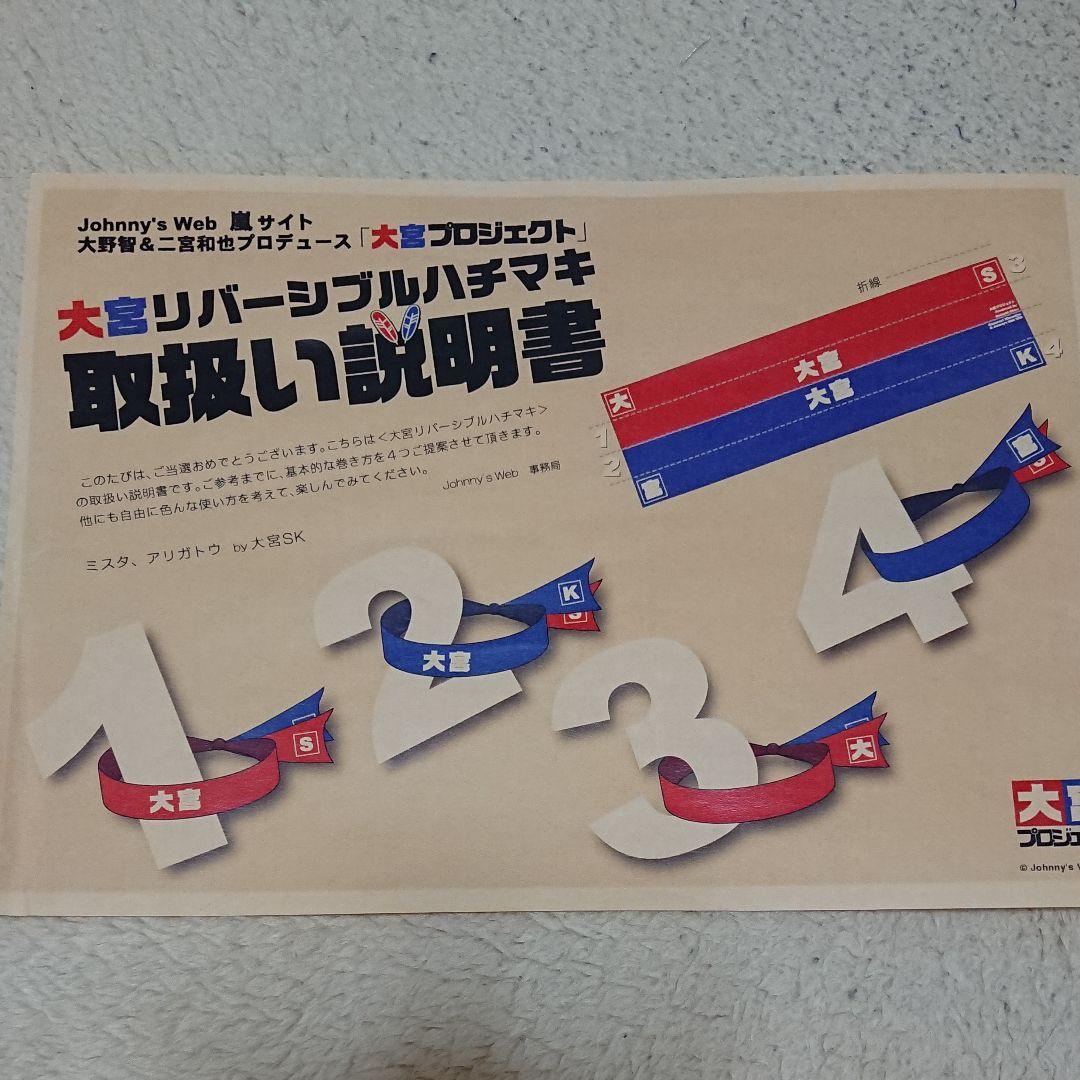 Johnny's Web 嵐サイト
大野智＆二宮和也プロデュース「大宮プロジェクト」
大宮リバーシブルハチマキ
取扱い説明書
このたびは、ご当選おめでとうございます。こちらは＜大宮リバーシブルハチマキ＞
の取扱い説明書です。ご参考までに、基本的な巻き方を４つご提案させて頂きます。
他にも自由に色んな使い方を考えて、楽しんでみてください。
Johnny's Web 事務局
ミスタ、アリガトウ by 大宮SK
折線
S
3
大
大宮
1
大宮
K
4
2
宮
1
大宮
S
2
大宮
K
S
3
大
4
宮
S
大宮
プロジェ
© Johnny's W